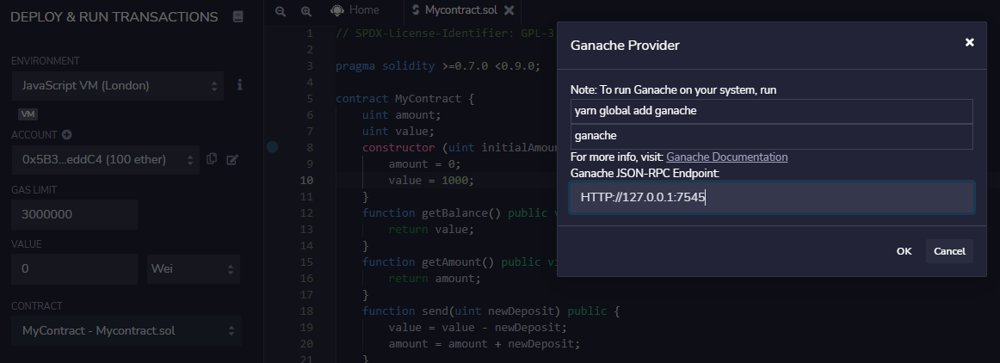 DEPLOY & RUN TRANSACTIONS
ENVIRONMENT
JavaScript VM (London)
VM
ACCOUNT
0x5B3...eddC4 (100 ether)
GAS LIMIT
3000000
VALUE
0
Wei
CONTRACT
MyContract - Mycontract.sol
Home
Mycontract.sol
1 // SPDX-License-Identifier: GPL-3
2
3 pragma solidity >=0.7.0 <0.9.0;
4
5 contract MyContract {
6 uint amount;
7 uint value;
8 constructor (uint initialAmou
9 amount = 0;
10 value = 1000;
11 }
12 function getBalance() public v
13 return value;
14 }
15 function getAmount() public vi
16 return amount;
17 }
18 function send(uint newDeposit) public {
19 value = value - newDeposit;
20 amount = amount + newDeposit;
21 }
Ganache Provider
Note: To run Ganache on your system, run
yarn global add ganache
ganache
For more info, visit: Ganache Documentation
Ganache JSON-RPC Endpoint:
HTTP://127.0.0.1:7545
OK
Cancel